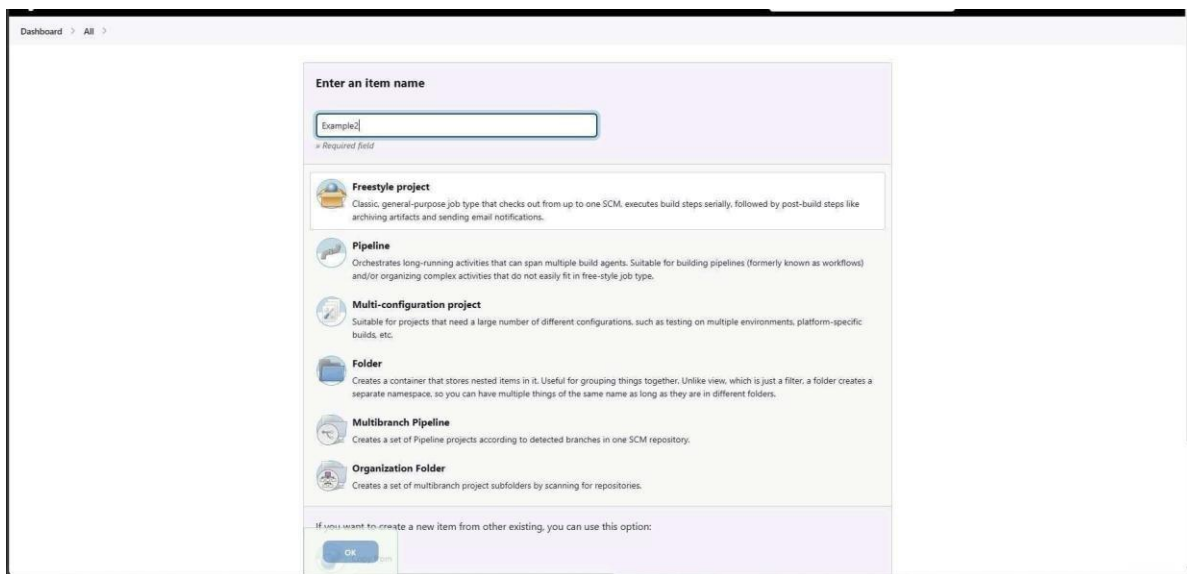 Dashboard > All >
Enter an item name
Example2
» Required field
Freestyle project
Classic, general-purpose job type that checks out from up to one SCM, executes build steps serially, followed by post-build steps like
archiving artifacts and sending email notifications.
Pipeline
Orchestrates long-running activities that can span multiple build agents. Suitable for building pipelines (formerly known as workflows)
and/or organizing complex activities that do not easily fit in free-style job type.
Multi-configuration project
Suitable for projects that need a large number of different configurations, such as testing on multiple environments, platform-specific
builds, etc.
Folder
Creates a container that stores nested items in it. Useful for grouping things together. Unlike view, which is just a filter, a folder creates a
separate namespace, so you can have multiple things of the same name as long as they are in different folders.
Multibranch Pipeline
Creates a set of Pipeline projects according to detected branches in one SCM repository.
Organization Folder
Creates a set of multibranch project subfolders by scanning for repositories.
If you want to create a new item from other existing, you can use this option:
OK